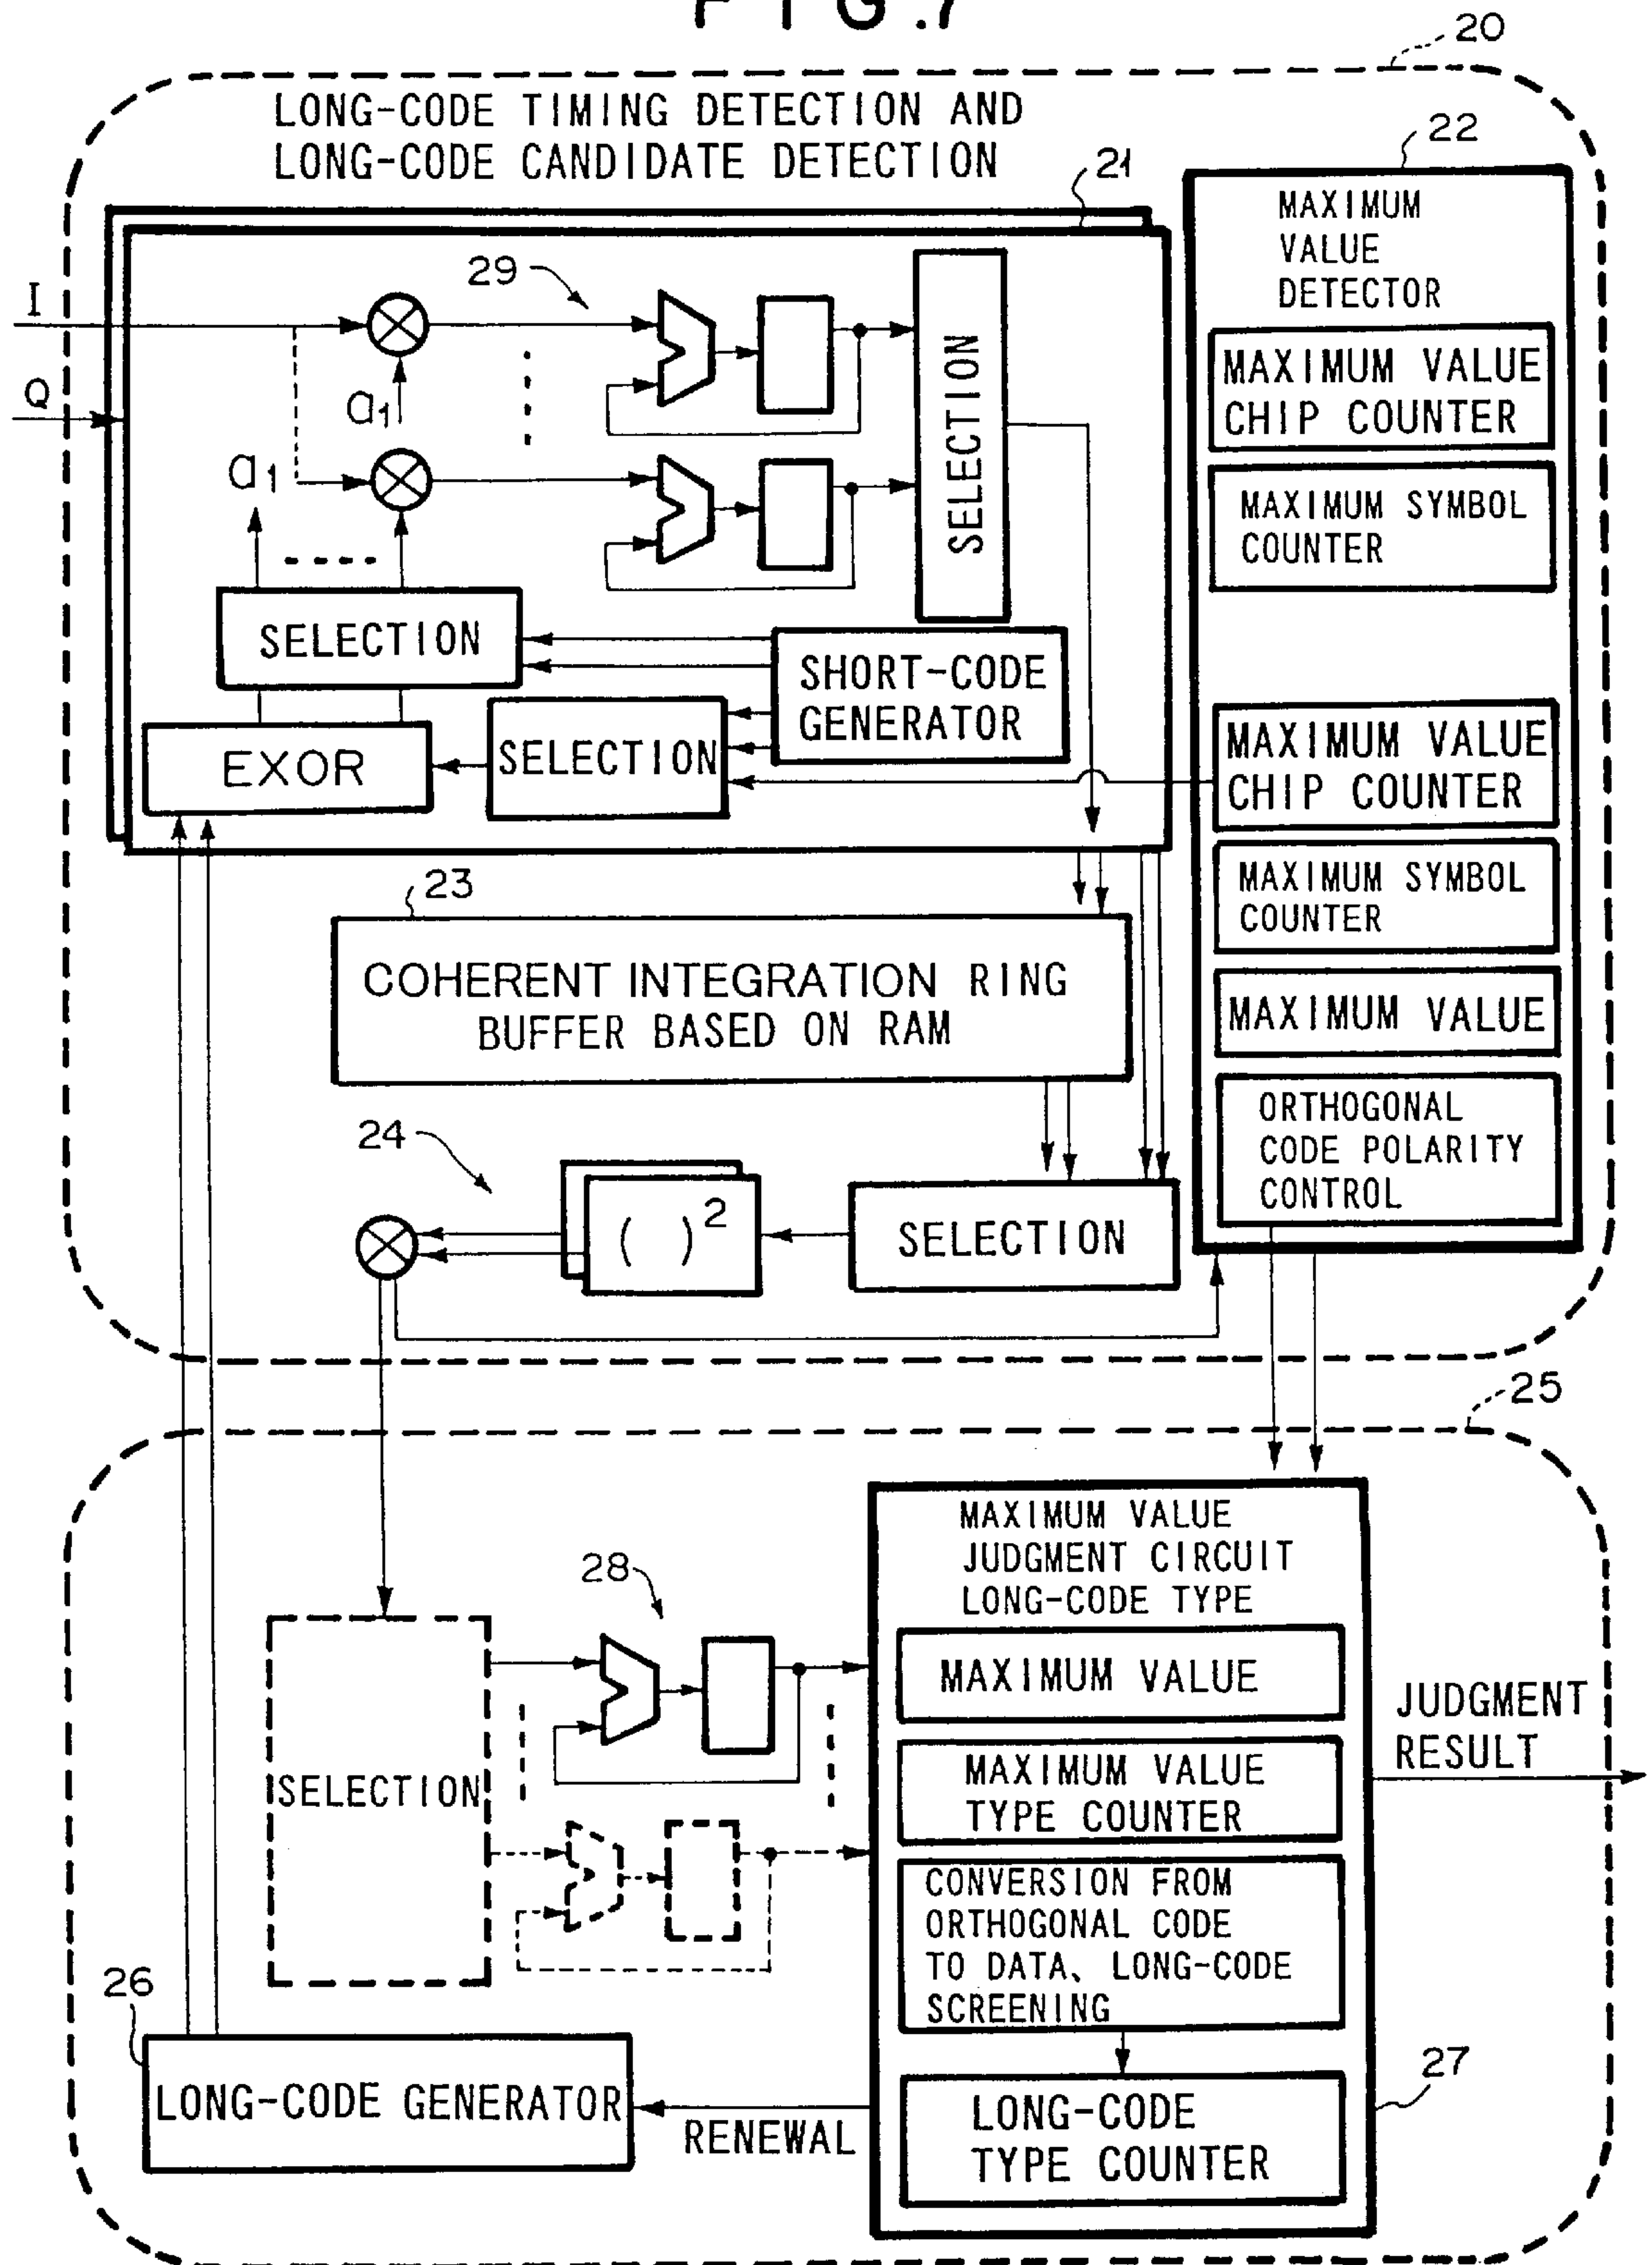 FIG.7
20
LONG-CODE TIMING DETECTION AND
LONG-CODE CANDIDATE DETECTION
21
22
MAXIMUM
VALUE
DETECTOR
I
29
MAXIMUM VALUE
CHIP COUNTER
Q
a1
SELECTION
a1
MAXIMUM SYMBOL
COUNTER
SELECTION
SHORT-CODE
GENERATOR
SELECTION
EXOR
MAXIMUM VALUE
CHIP COUNTER
23
MAXIMUM SYMBOL
COUNTER
COHERENT INTEGRATION RING
BUFFER BASED ON RAM
MAXIMUM VALUE
24
ORTHOGONAL
CODE POLARITY
CONTROL
( )2
SELECTION
25
MAXIMUM VALUE
JUDGMENT CIRCUIT
LONG-CODE TYPE
28
MAXIMUM VALUE
JUDGMENT
RESULT
SELECTION
MAXIMUM VALUE
TYPE COUNTER
CONVERSION FROM
ORTHOGONAL CODE
TO DATA、LONG-CODE
SCREENING
26
27
LONG-CODE GENERATOR
RENEWAL
LONG-CODE
TYPE COUNTER